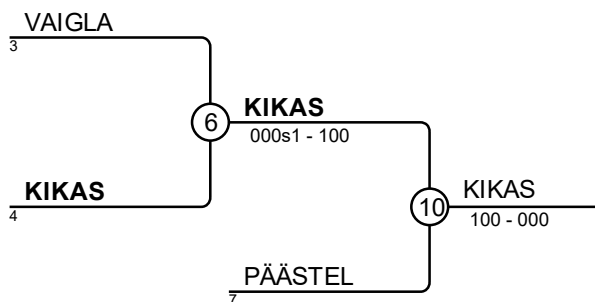 VAIGLA
3
6
KIKAS
000s1 - 100
KIKAS
4
10
KIKAS
100 - 000
PÄÄSTEL
7